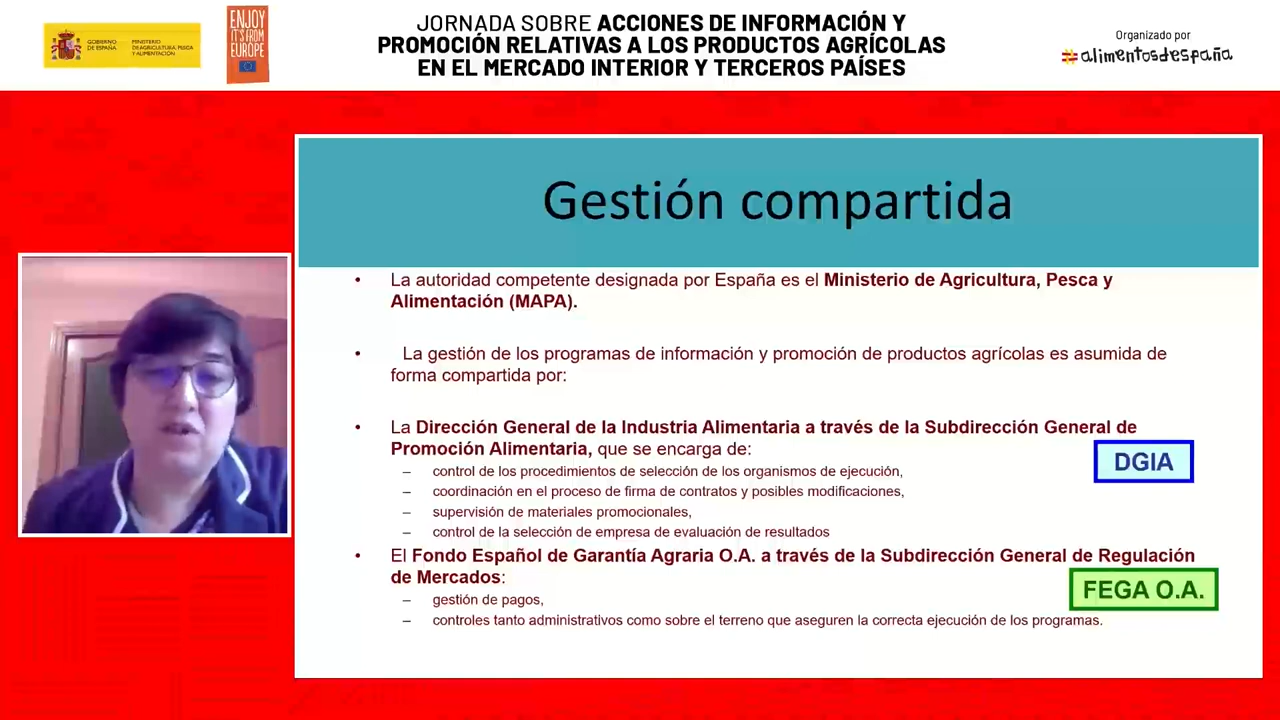 GOBIERNO
DE ESPAÑA
MINISTERIO
DE AGRICULTURA, PESCA
Y ALIMENTACIÓN
ENJOY
IT'S FROM
EUROPE
JORNADA SOBRE ACCIONES DE INFORMACIÓN Y
PROMOCIÓN RELATIVAS A LOS PRODUCTOS AGRÍCOLAS
EN EL MERCADO INTERIOR Y TERCEROS PAÍSES
Organizado por
#alimentosdespaña
Gestión compartida
• La autoridad competente designada por España es el Ministerio de Agricultura, Pesca y
Alimentación (MAPA).
• La gestión de los programas de información y promoción de productos agrícolas es asumida de
forma compartida por:
• La Dirección General de la Industria Alimentaria a través de la Subdirección General de
Promoción Alimentaria, que se encarga de:
DGIA
– control de los procedimientos de selección de los organismos de ejecución,
– coordinación en el proceso de firma de contratos y posibles modificaciones,
– supervisión de materiales promocionales,
– control de la selección de empresa de evaluación de resultados
• El Fondo Español de Garantía Agraria O.A. a través de la Subdirección General de Regulación
de Mercados:
FEGA O.A.
– gestión de pagos,
– controles tanto administrativos como sobre el terreno que aseguren la correcta ejecución de los programas.